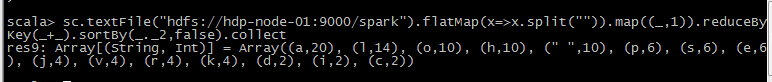 scala> sc.textFile("hdfs://hdp-node-01:9000/spark").flatMap(x=>x.split("")).map((_,1)).reduceBy
Key(_+_).sortBy(_._2,false).collect
res9: Array[(String, Int)] = Array((a,20), (l,14), (o,10), (h,10), (" ",10), (p,6), (s,6), (e,6
), (j,4), (v,4), (r,4), (k,4), (d,2), (i,2), (c,2))